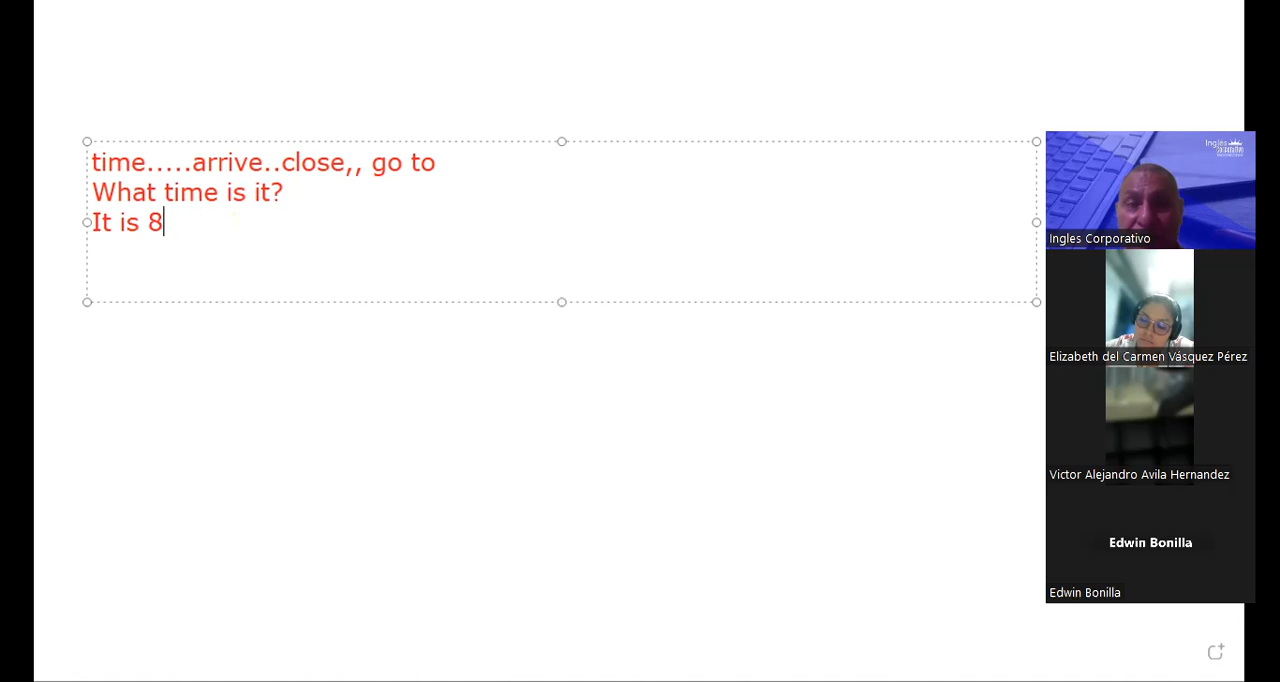 time.....arrive..close,, go to
What time is it?
It is 8
Ingles
Ingles Corporativo
Elizabeth del Carmen Vásquez Pérez
Victor Alejandro Avila Hernandez
Edwin Bonilla
Edwin Bonilla